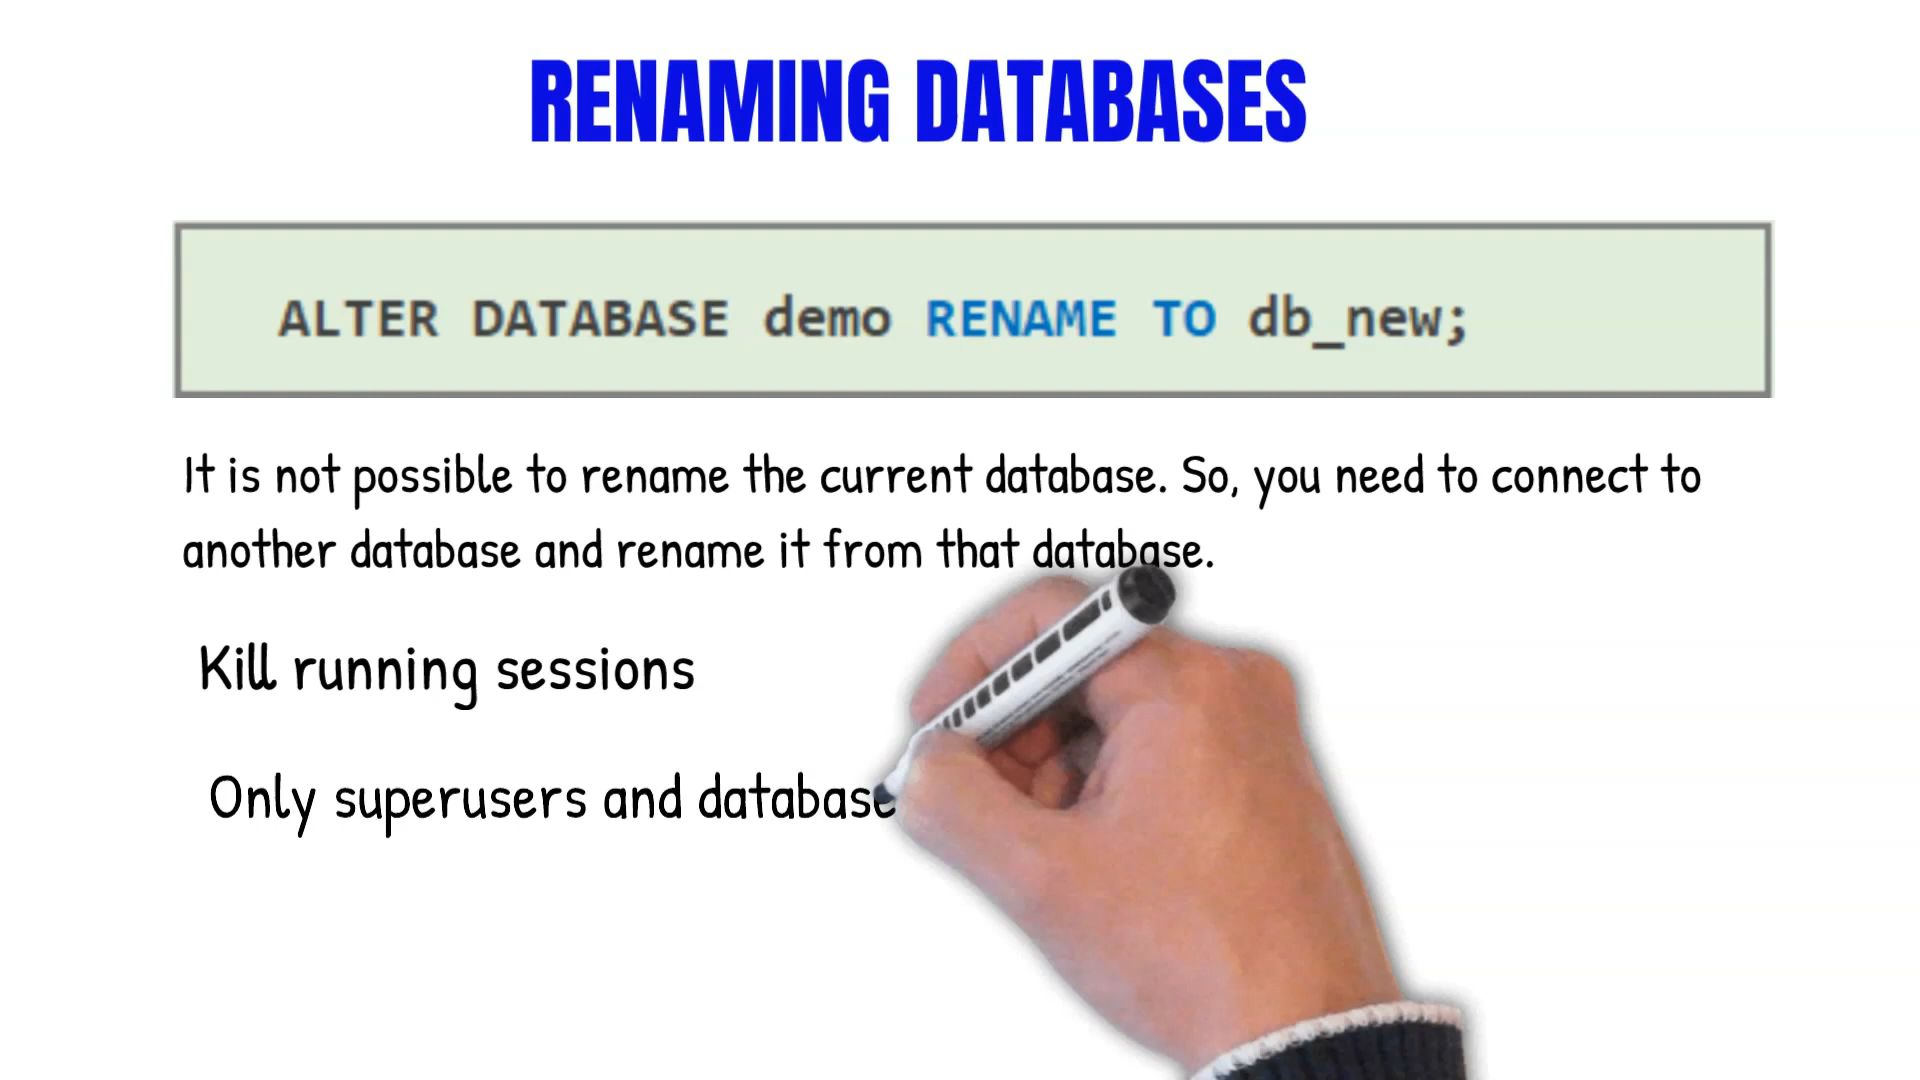 RENAMING DATABASES
ALTER DATABASE demo RENAME TO db_new;
It is not possible to rename the current database. So, you need to connect to
another database and rename it from that database.
Kill running sessions
Only superusers and database